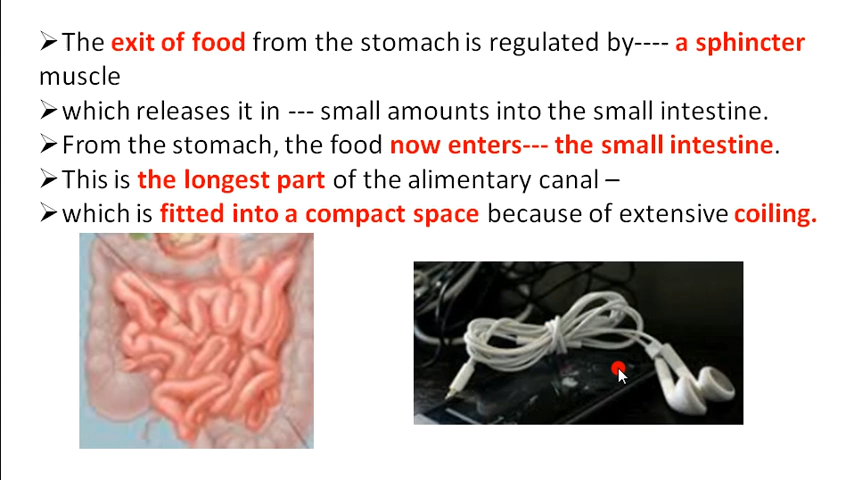 ➢The exit of food from the stomach is regulated by---- a sphincter
muscle
➢which releases it in --- small amounts into the small intestine.
➢From the stomach, the food now enters--- the small intestine.
➢This is the longest part of the alimentary canal –
➢which is fitted into a compact space because of extensive coiling.